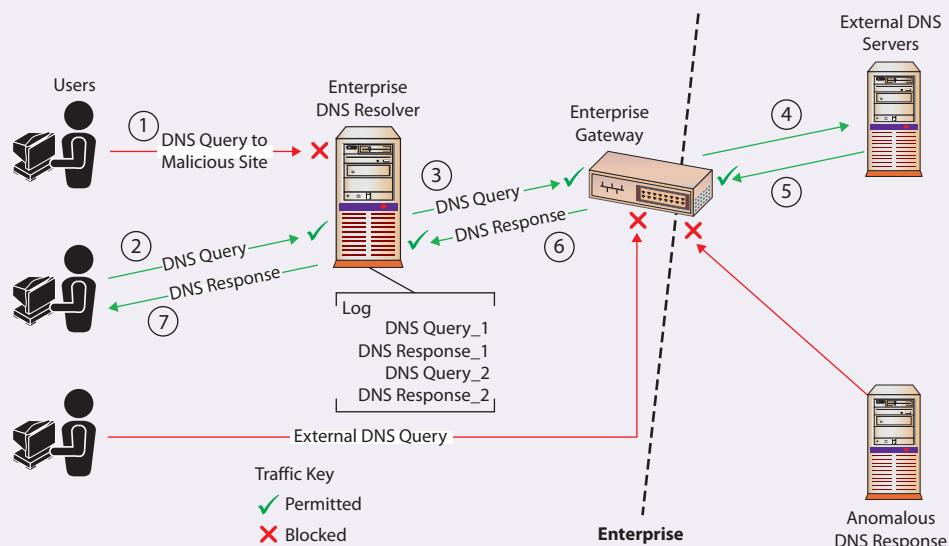 External DNS
Servers
Users
Enterprise
DNS Resolver
Enterprise
Gateway
1
DNS Query to
Malicious Site
4
3
DNS Query
5
2
DNS Query
DNS Response
6
DNS Response
7
Log
DNS Query_1
DNS Response_1
DNS Query_2
DNS Response_2
External DNS Query
Traffic Key
Permitted
Blocked
Enterprise
Anomalous
DNS Response